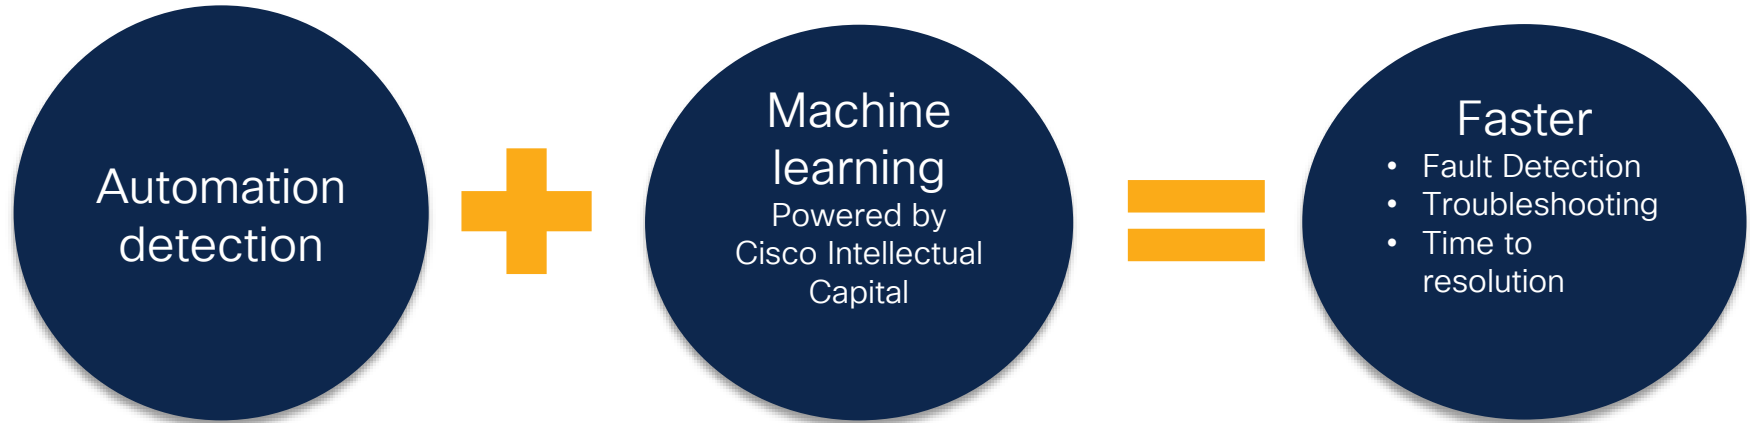 Automation
detection
Machine
learning
Powered by
Cisco Intellectual
Capital
Faster
• Fault Detection
• Troubleshooting
• Time to
resolution